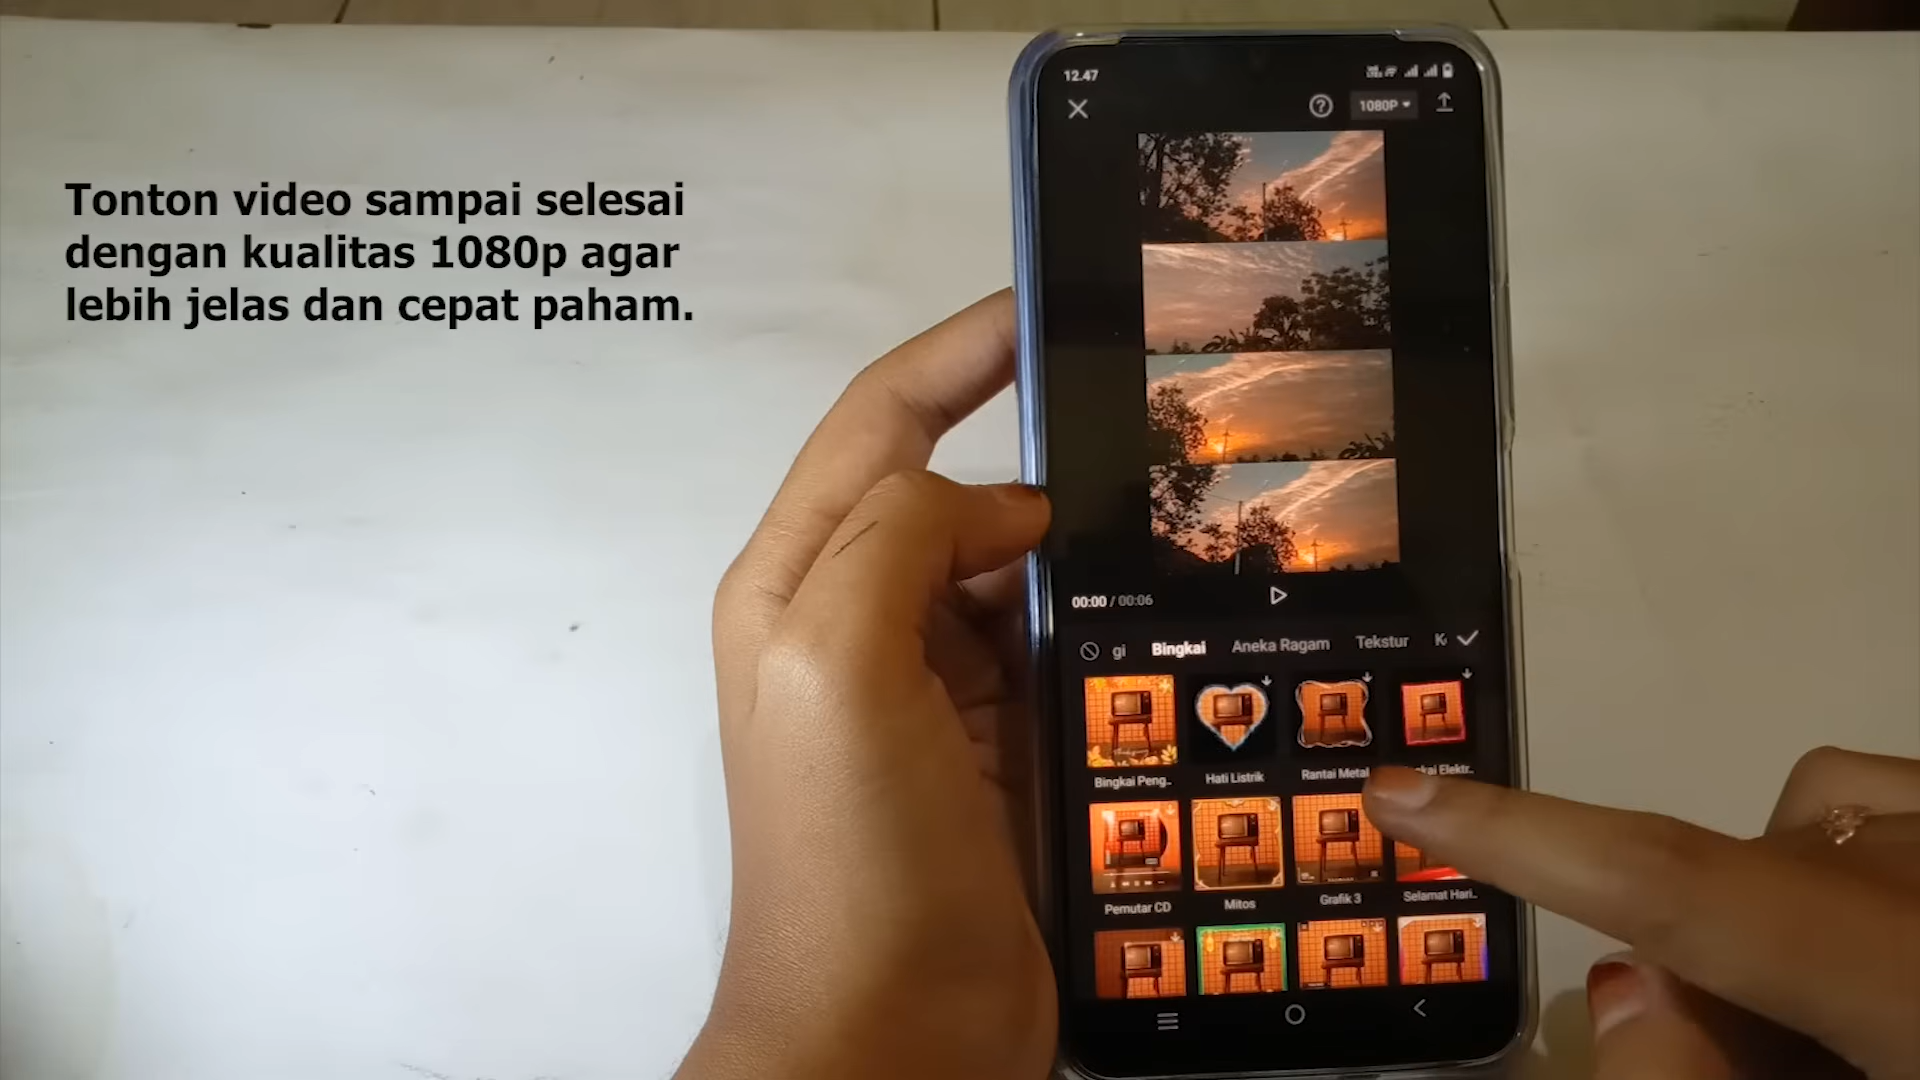 Tonton video sampai selesai
dengan kualitas 1080p agar
lebih jelas dan cepat paham.
12.47
1080P
00:00 / 00:06
gi Bingkai Aneka Ragam Tekstur
Bingkai Peng.. Hati Listrik Rantai Metal Elektr..
Pemutar CD Mitos Grafik 3 Selamat Hari..